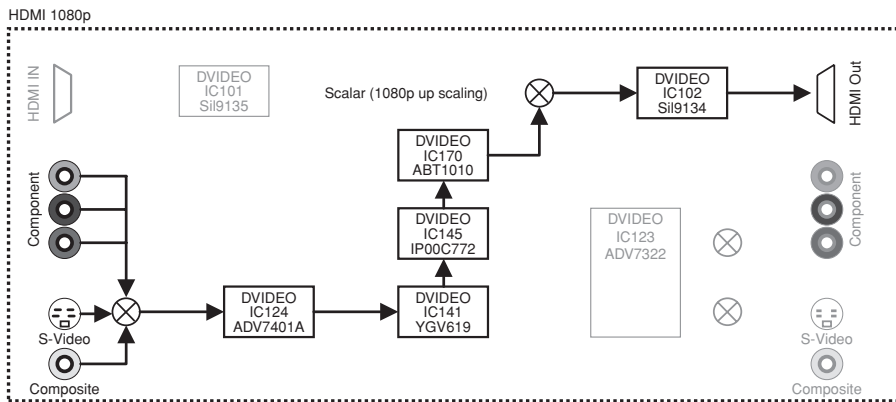 HDMI 1080p
HDMI IN
DVIDEO
IC101
Sil9135
Scalar (1080p up scaling)
DVIDEO
IC102
Sil9134
HDMI Out
DVIDEO
IC170
ABT1010
Component
DVIDEO
IC145
IP00C772
DVIDEO
IC123
ADV7322
Component
DVIDEO
IC124
ADV7401A
DVIDEO
IC141
YGV619
S-Video
S-Video
Composite
Composite